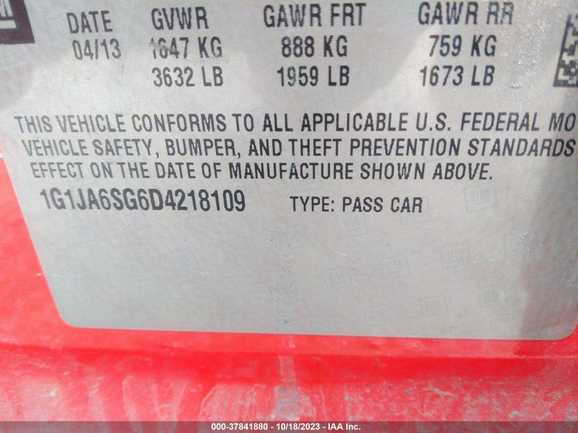 M
DATE GVWR GAWR FRT GAWR RR
04/13 1647 KG 888 KG 759 KG
3632 LB 1959 LB 1673 LB
THIS VEHICLE CONFORMS TO ALL APPLICABLE U.S. FEDERAL MO
VEHICLE SAFETY, BUMPER, AND THEFT PREVENTION STANDARDS
EFFECT ON THE DATE OF MANUFACTURE SHOWN ABOVE.
1G1JA6SG6D4218109 TYPE: PASS CAR
000-37841880 - 10/18/2023 - IAA Inc.